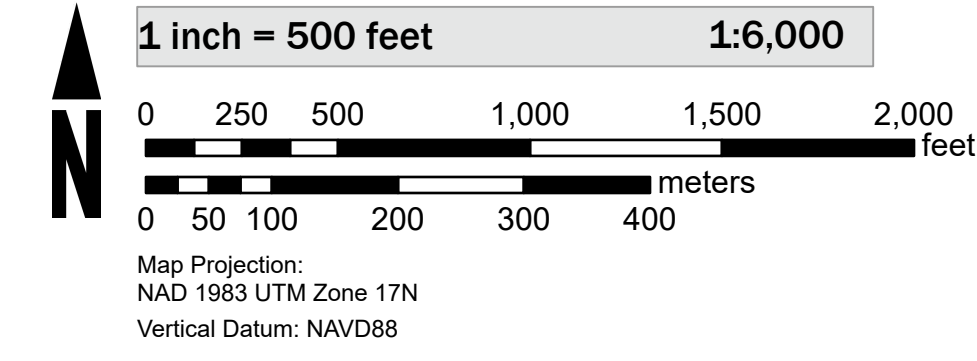 1 inch = 500 feet 1:6,000
0 250 500 1,000 1,500 2,000
feet
N
meters
0 50 100 200 300 400
Map Projection:
NAD 1983 UTM Zone 17N
Vertical Datum: NAVD88